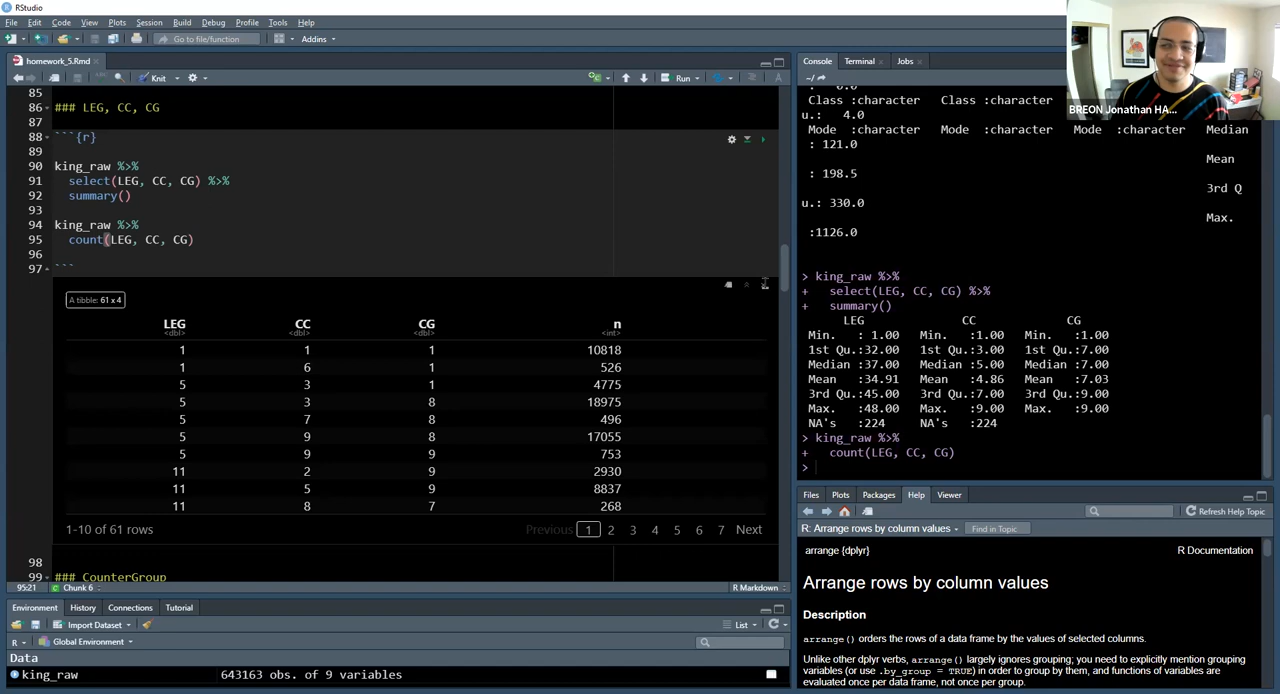 RStudio
File Edit Code View Plots Session Build Debug Profile Tools Help
Go to file/function Addins
homework_5.Rmd
Knit Run
85
86 ### LEG, CC, CG
87
88 ```{r}
89
90 king_raw %>%
91 select(LEG, CC, CG) %>%
92 summary()
93
94 king_raw %>%
95 count(LEG, CC, CG)
96
97 ```
A tibble: 61 x 4
LEG CC CG n
<dbl> <dbl> <dbl> <int>
1 1 1 10818
1 6 1 526
5 3 1 4775
5 3 8 18975
5 7 8 496
5 9 8 17055
5 9 9 753
11 2 9 2930
11 5 9 8837
11 8 7 268
1-10 of 61 rows Previous 1 2 3 4 5 6 7 Next
98
99 ### CounterGroup
95:21 Chunk 6 R Markdown
Environment History Connections Tutorial
Import Dataset List
R Global Environment
Data
king_raw 643163 obs. of 9 variables
Console Terminal Jobs
~/
: 0.0
Class :character Class :character
u.: 4.0
Mode :character Mode :character Mode :character Median
: 121.0
Mean
: 198.5
3rd Q
u.: 330.0
Max.
:1126.0
> king_raw %>%
+ select(LEG, CC, CG) %>%
+ summary()
LEG CC CG
Min. : 1.00 Min. :1.00 Min. :1.00
1st Qu.:32.00 1st Qu.:3.00 1st Qu.:7.00
Median :37.00 Median :5.00 Median :7.00
Mean :34.91 Mean :4.86 Mean :7.03
3rd Qu.:45.00 3rd Qu.:7.00 3rd Qu.:9.00
Max. :48.00 Max. :9.00 Max. :9.00
NA's :224 NA's :224
> king_raw %>%
+ count(LEG, CC, CG)
>
Files Plots Packages Help Viewer
Refresh Help Topic
R: Arrange rows by column values Find in Topic
arrange {dplyr} R Documentation
Arrange rows by column values
Description
arrange() orders the rows of a data frame by the values of selected columns.
Unlike other dplyr verbs, arrange() largely ignores grouping; you need to explicitly mention grouping
variables (or use .by_group = TRUE) in order to group by them, and functions of variables are
evaluated once per data frame, not once per group.
BREON Jonathan HA...